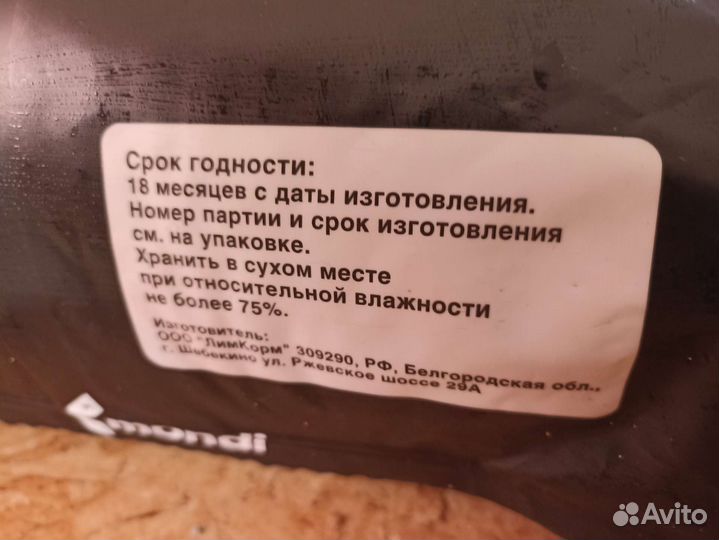 Срок годности:
18 месяцев с даты изготовления.
Номер партии и срок изготовления
см. на упаковке.
Хранить в сухом месте
при относительной влажности
не более 75%.
Изготовитель:
ООО "ЛимКорм" 309290, РФ, Белгородская обл.,
г. Шебекино ул. Ржевское шоссе 29А
mondi
Avito